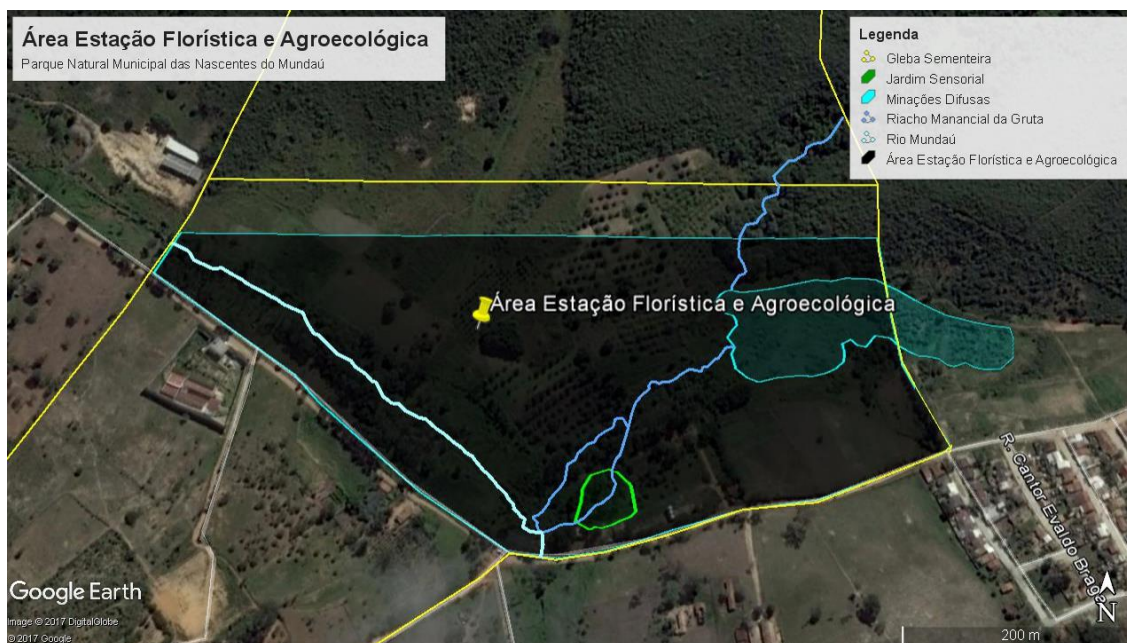 Área Estação Florística e Agroecológica
Parque Natural Municipal das Nascentes do Mundaú
Legenda
Gleba Sementeira
Jardim Sensorial
Minações Difusas
Riacho Manancial da Gruta
Rio Mundaú
Área Estação Florística e Agroecológica
Área Estação Florística e Agroecológica
R. Cantor Evaldo Braga
Google Earth
Image © 2017 DigitalGlobe
© 2017 Google
N
200 m